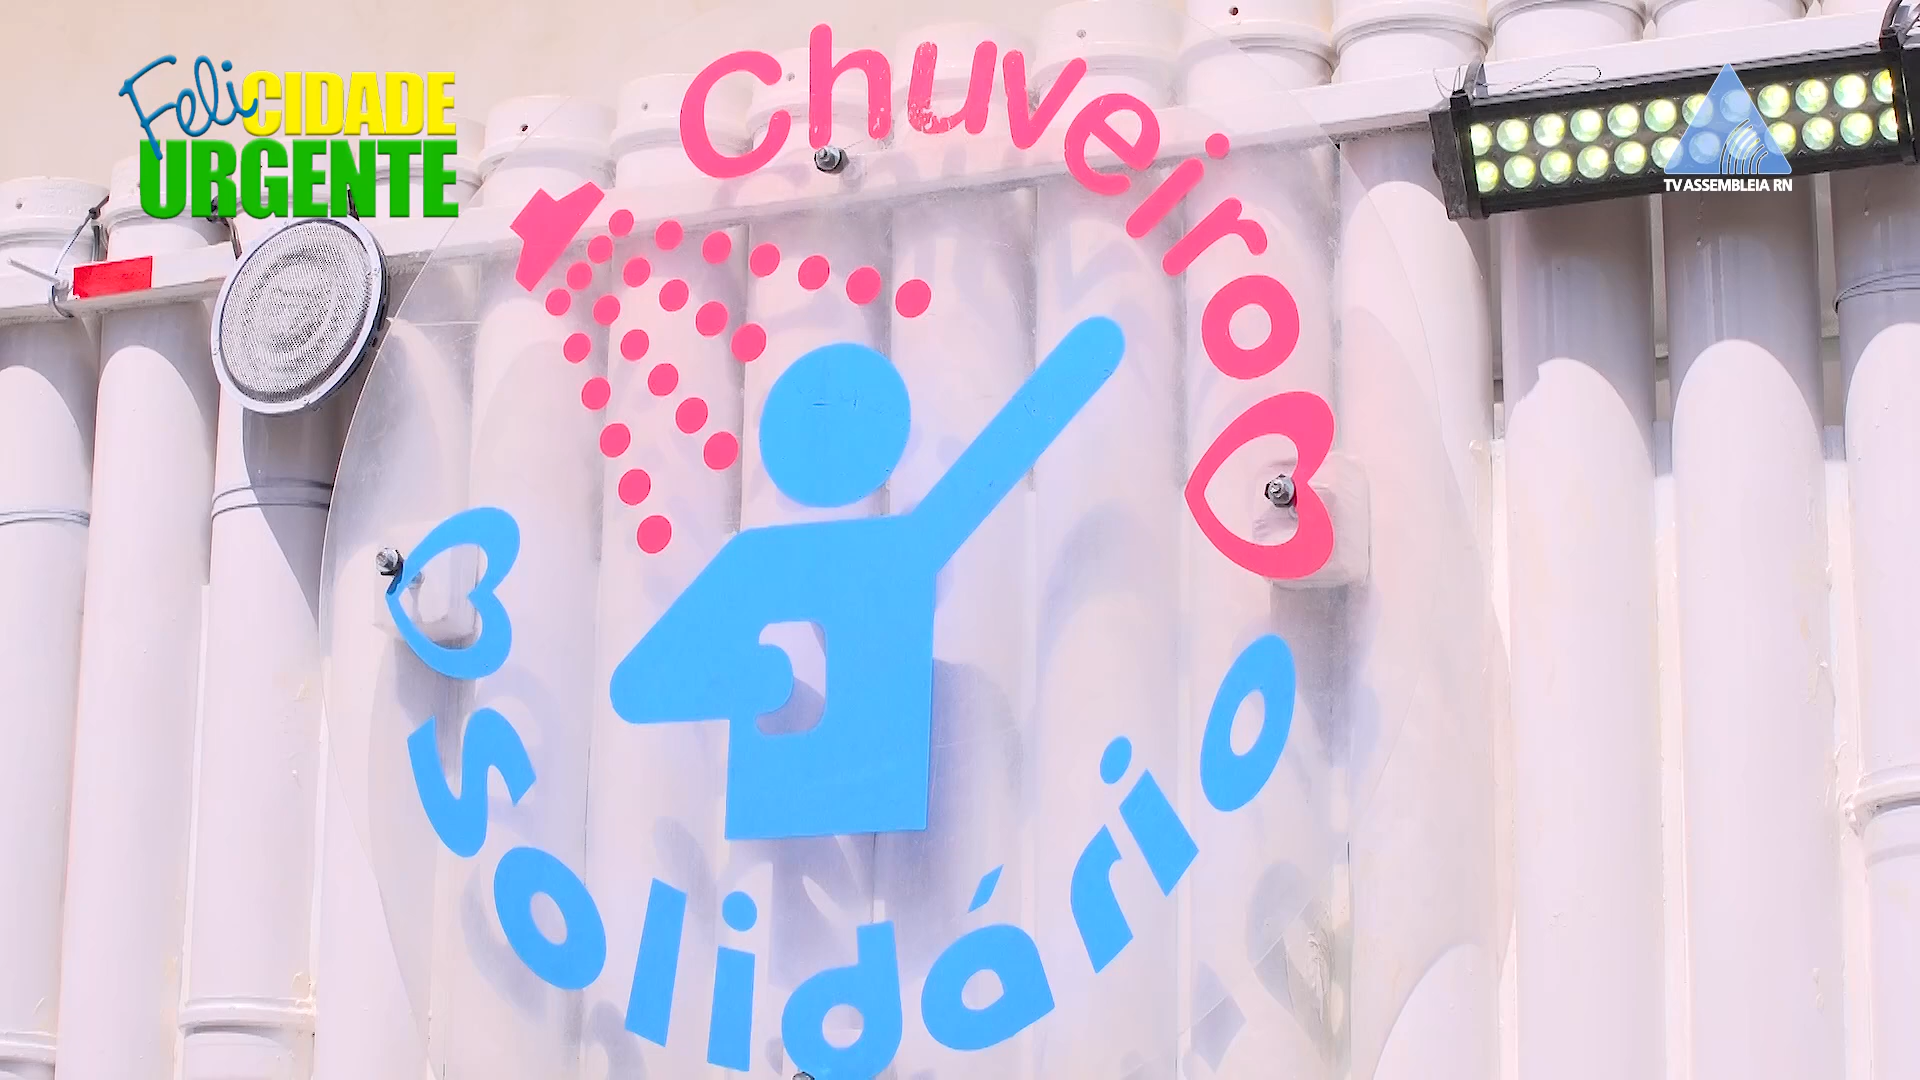 FeliCIDADE
URGENTE
TV ASSEMBLEIA RN
chuveiro
solidário